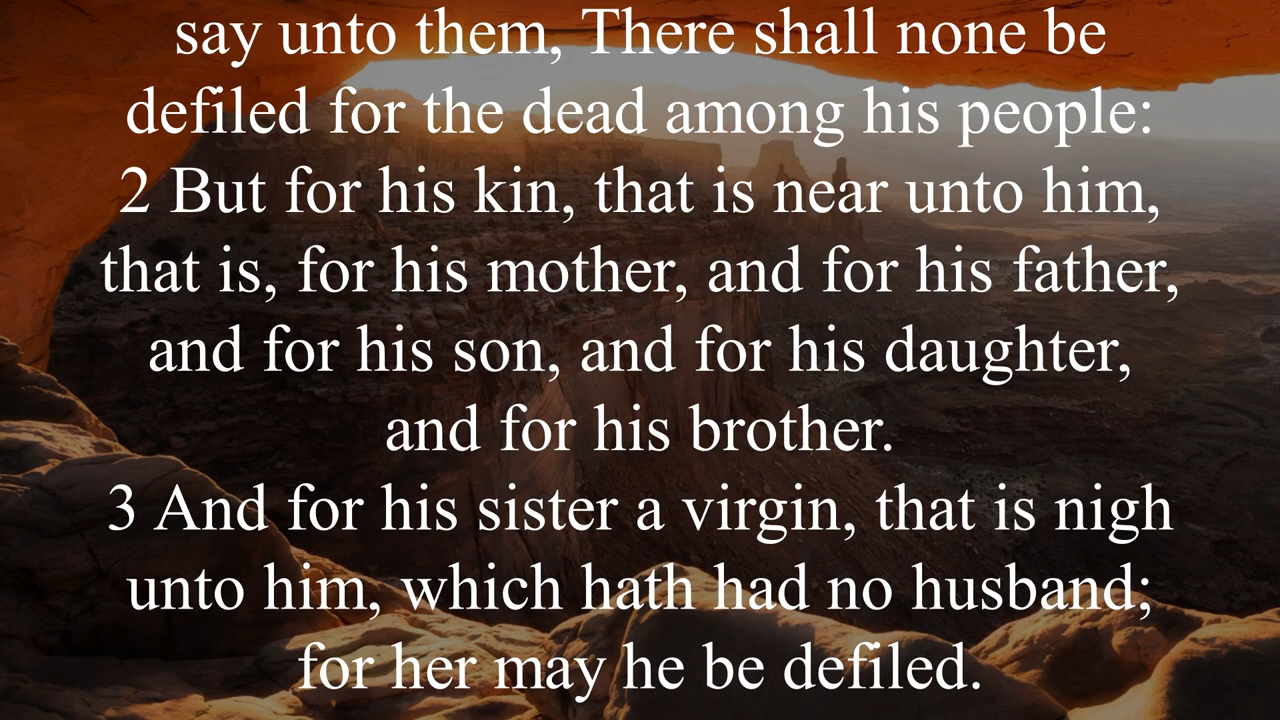 say unto them, There shall none be
defiled for the dead among his people:
2 But for his kin, that is near unto him,
that is, for his mother, and for his father,
and for his son, and for his daughter,
and for his brother.
3 And for his sister a virgin, that is nigh
unto him, which hath had no husband;
for her may he be defiled.